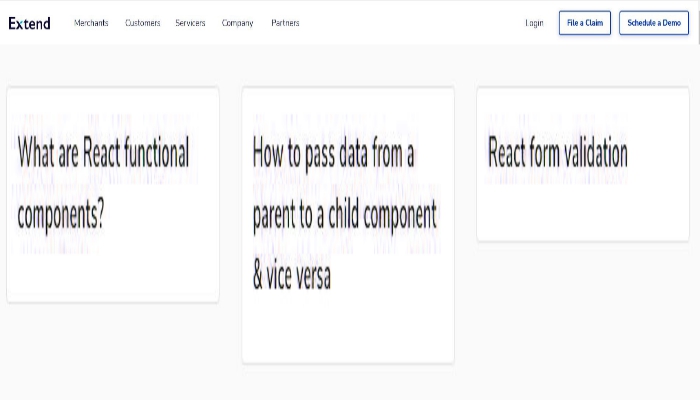 Extend Merchants Customers Servicers Company Partners Login File a Claim Schedule a Demo
What are React functional
components?
How to pass data from a
parent to a child component
& vice versa
React form validation